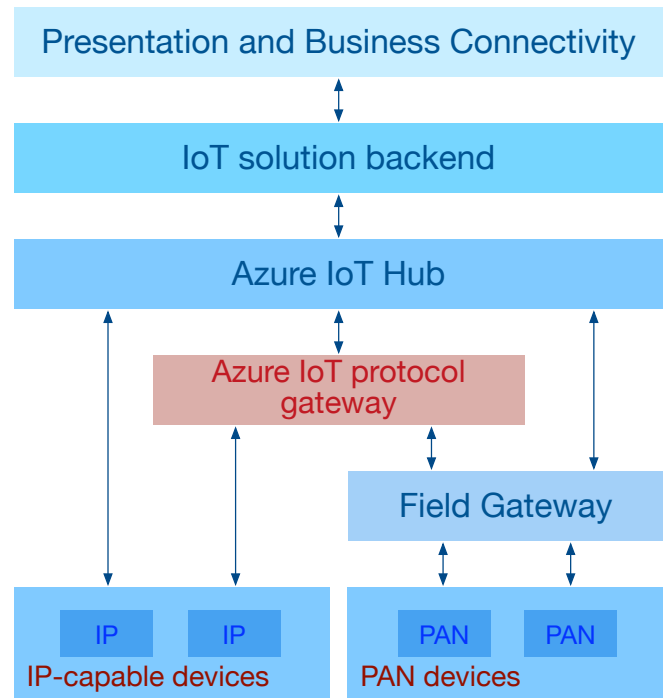 Presentation and Business Connectivity
IoT solution backend
Azure IoT Hub
Azure IoT protocol
gateway
Field Gateway
IP
IP
IP-capable devices
PAN
PAN
PAN devices